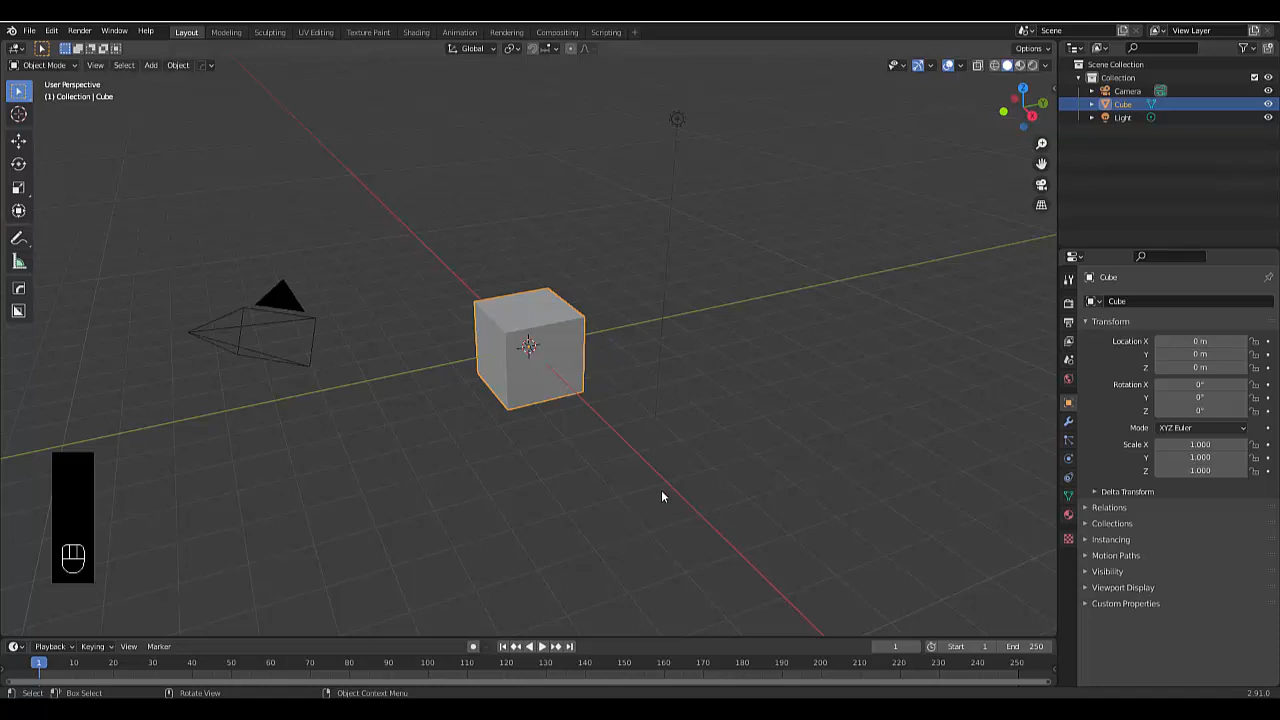 File Edit Render Window Help Layout Modeling Sculpting UV Editing Texture Paint Shading Animation Rendering Compositing Scripting + Scene View Layer
Global Options
Object Mode View Select Add Object
Scene Collection
Collection
Camera
Cube
Light
User Perspective
(1) Collection | Cube
Z
Y
X
Cube
Cube
Transform
Location X 0 m
Y 0 m
Z 0 m
Rotation X 0°
Y 0°
Z 0°
Mode XYZ Euler
Scale X 1.000
Y 1.000
Z 1.000
Delta Transform
Relations
Collections
Instancing
Motion Paths
Visibility
Viewport Display
Custom Properties
Playback Keying View Marker 1 Start 1 End 250
1 10 20 30 40 50 60 70 80 90 100 110 120 130 140 150 160 170 180 190 200 210 220 230 240 250
Select Box Select Rotate View Object Context Menu 2.91.0